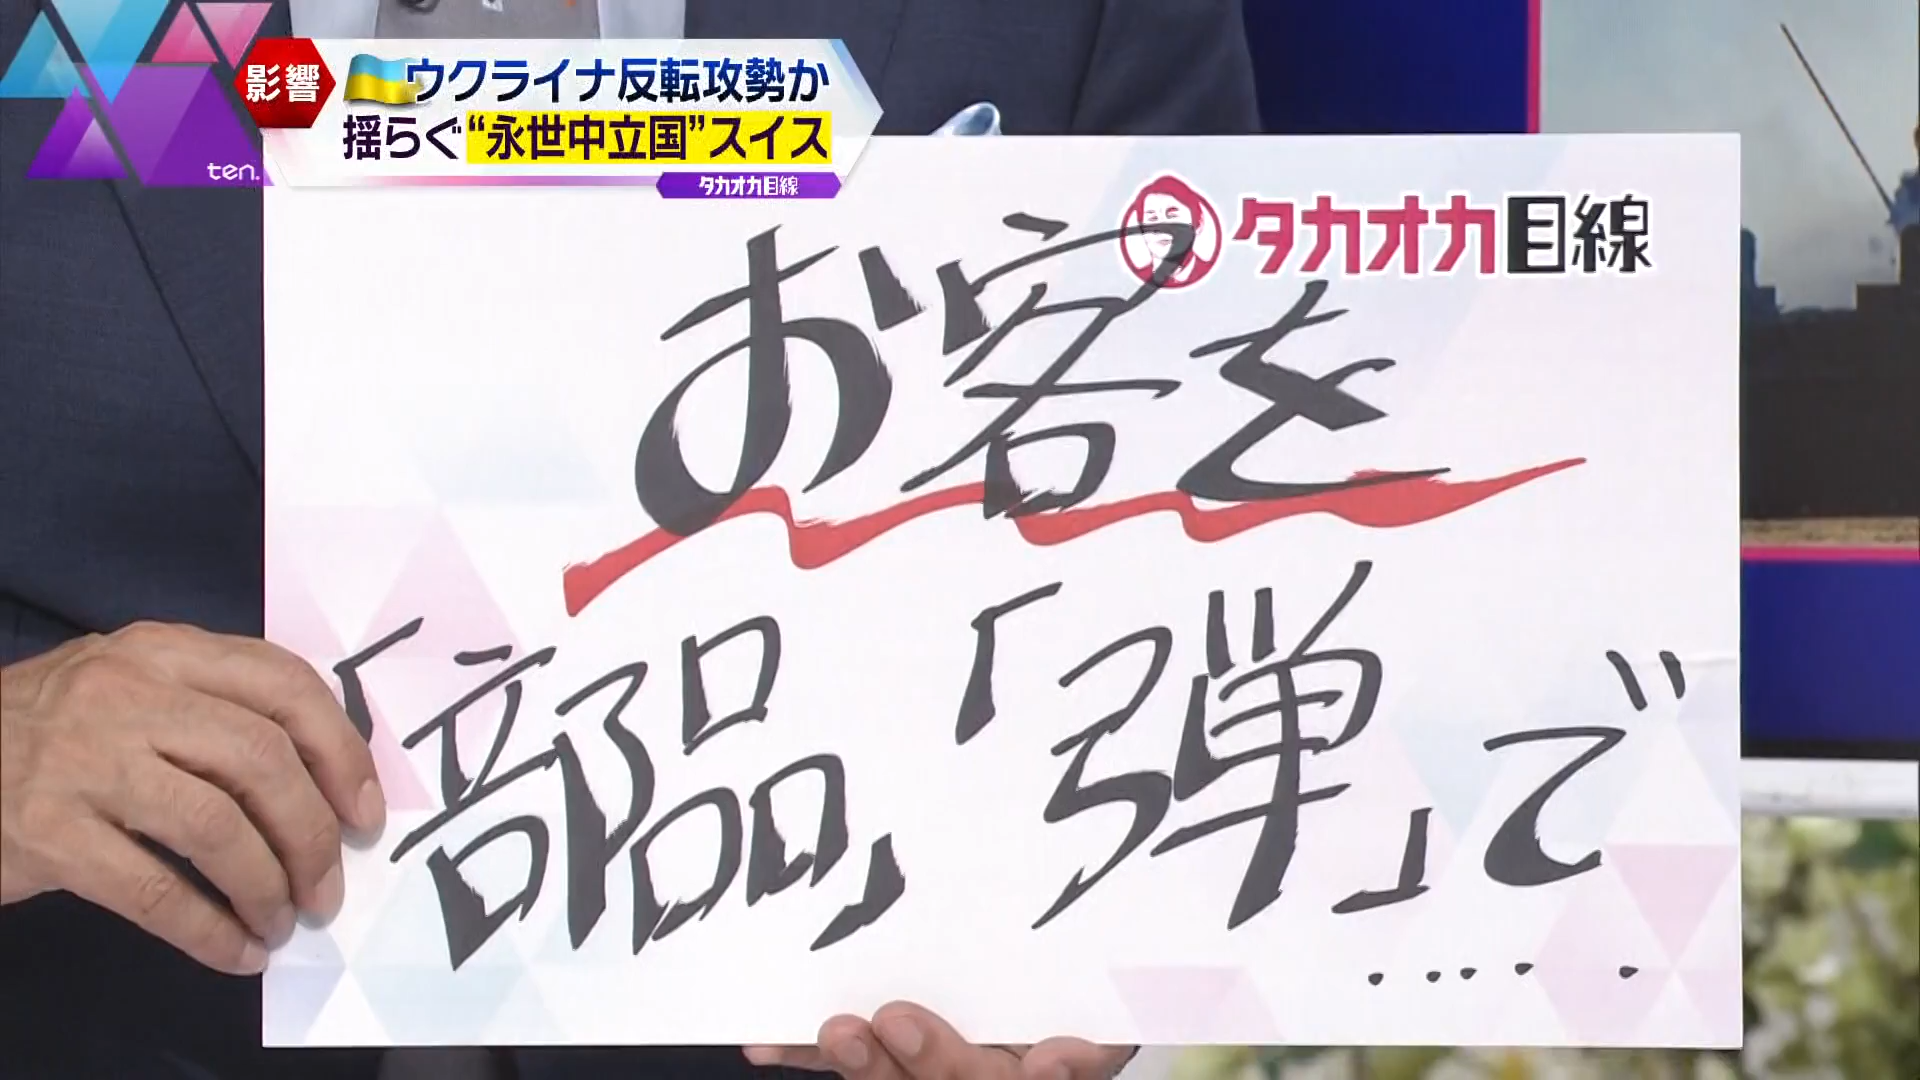 影響
ウクライナ反転攻勢か
揺らぐ“永世中立国”スイス
ten.
タカオカ目線
タカオカ目線
お客を
「部品」「弾」で
.....